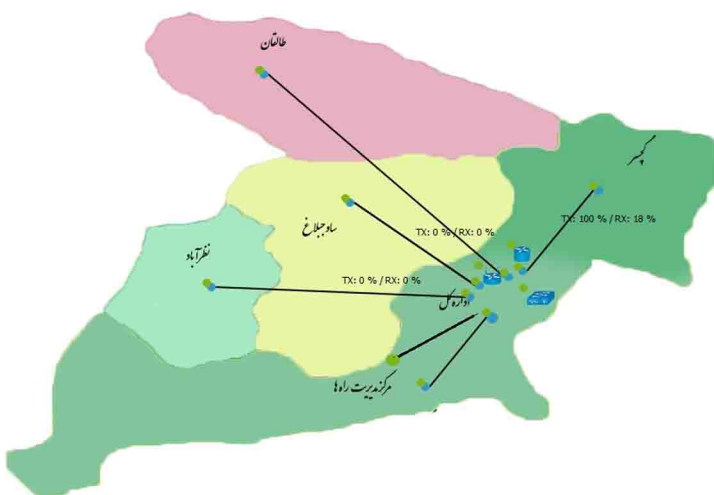 طالقان
گچسر
TX: 100 % / RX: 18 %
ساوجبلاغ
TX: 0 % / RX: 0 %
نظرآباد
TX: 0 % / RX: 0 %
اداره کل
مرکز مدیریت راه ها